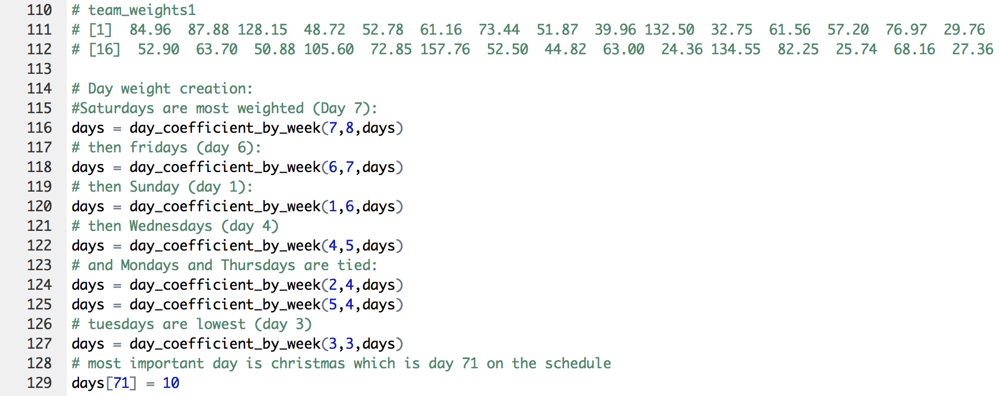 110 # team_weights1
111 # [1]  84.96  87.88 128.15  48.72  52.78  61.16  73.44  51.87  39.96 132.50  32.75  61.56  57.20  76.97  29.76
112 # [16]  52.90  63.70  50.88 105.60  72.85 157.76  52.50  44.82  63.00  24.36 134.55  82.25  25.74  68.16  27.36
113
114 # Day weight creation:
115 #Saturdays are most weighted (Day 7):
116 days = day_coefficient_by_week(7,8,days)
117 # then fridays (day 6):
118 days = day_coefficient_by_week(6,7,days)
119 # then Sunday (day 1):
120 days = day_coefficient_by_week(1,6,days)
121 # then Wednesdays (day 4)
122 days = day_coefficient_by_week(4,5,days)
123 # and Mondays and Thursdays are tied:
124 days = day_coefficient_by_week(2,4,days)
125 days = day_coefficient_by_week(5,4,days)
126 # tuesdays are lowest (day 3)
127 days = day_coefficient_by_week(3,3,days)
128 # most important day is christmas which is day 71 on the schedule
129 days[71] = 10